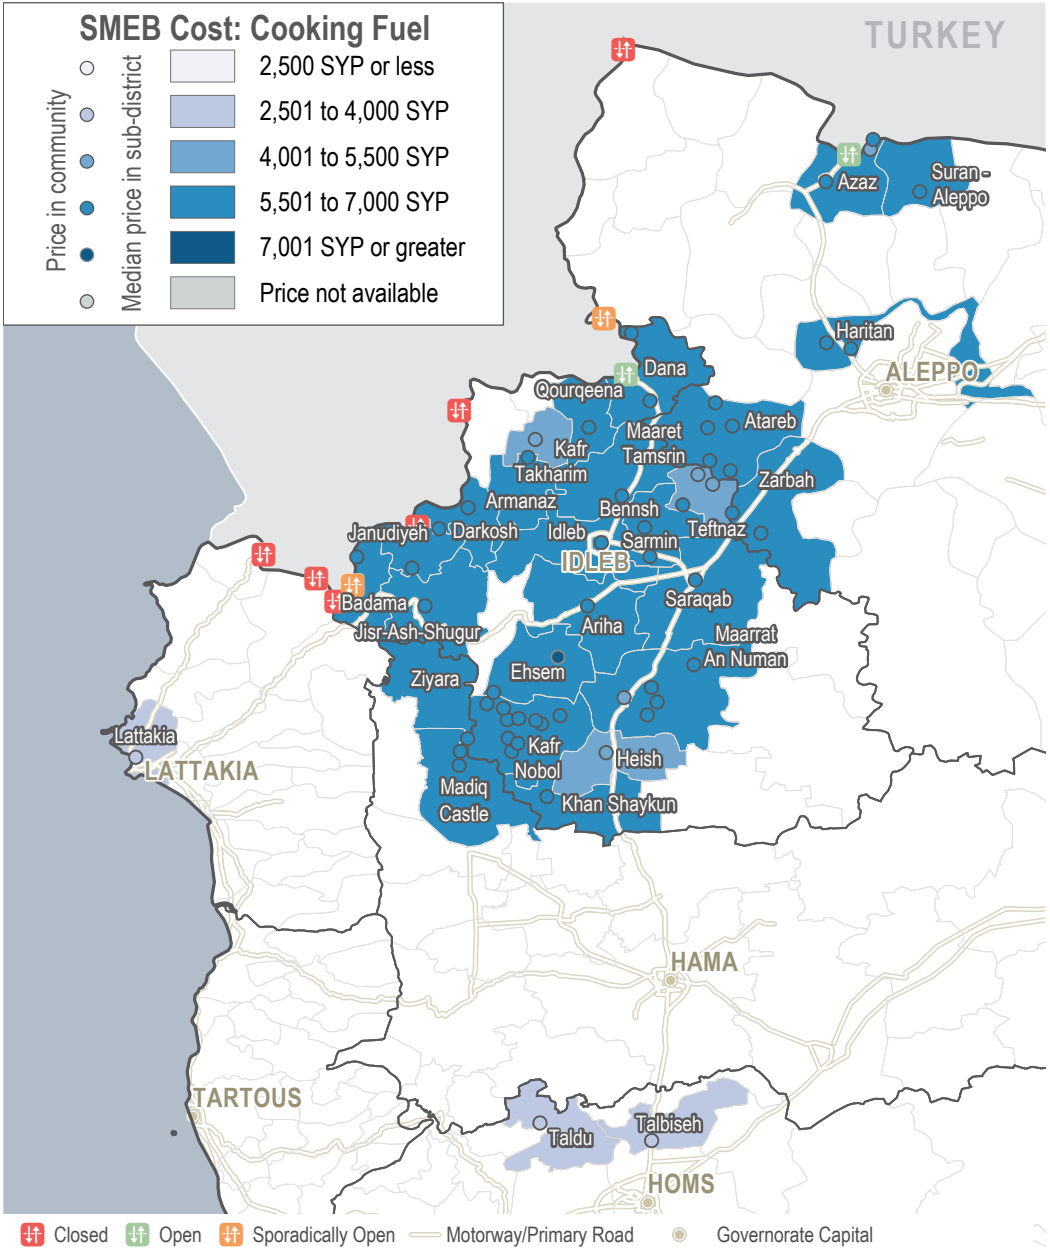 SMEB Cost: Cooking Fuel
Price in community
Median price in sub-district
2,500 SYP or less
2,501 to 4,000 SYP
4,001 to 5,500 SYP
5,501 to 7,000 SYP
7,001 SYP or greater
Price not available
TURKEY
Azaz
Suran -
Aleppo
Haritan
ALEPPO
Dana
Qourqeena
Atareb
Maaret
Tamsrin
Kafr
Takharim
Zarbah
Armanaz
Bennsh
Teftnaz
Janudiyeh
Darkosh
Idleb
Sarmin
IDLEB
Badama
Saraqab
Jisr-Ash-Shugur
Ariha
Maarrat
An Numan
Ehsem
Ziyara
Lattakia
LATTAKIA
Kafr
Nobol
Heish
Madiq
Castle
Khan Shaykun
HAMA
TARTOUS
Taldu
Talbiseh
HOMS
Closed
Open
Sporadically Open
Motorway/Primary Road
Governorate Capital